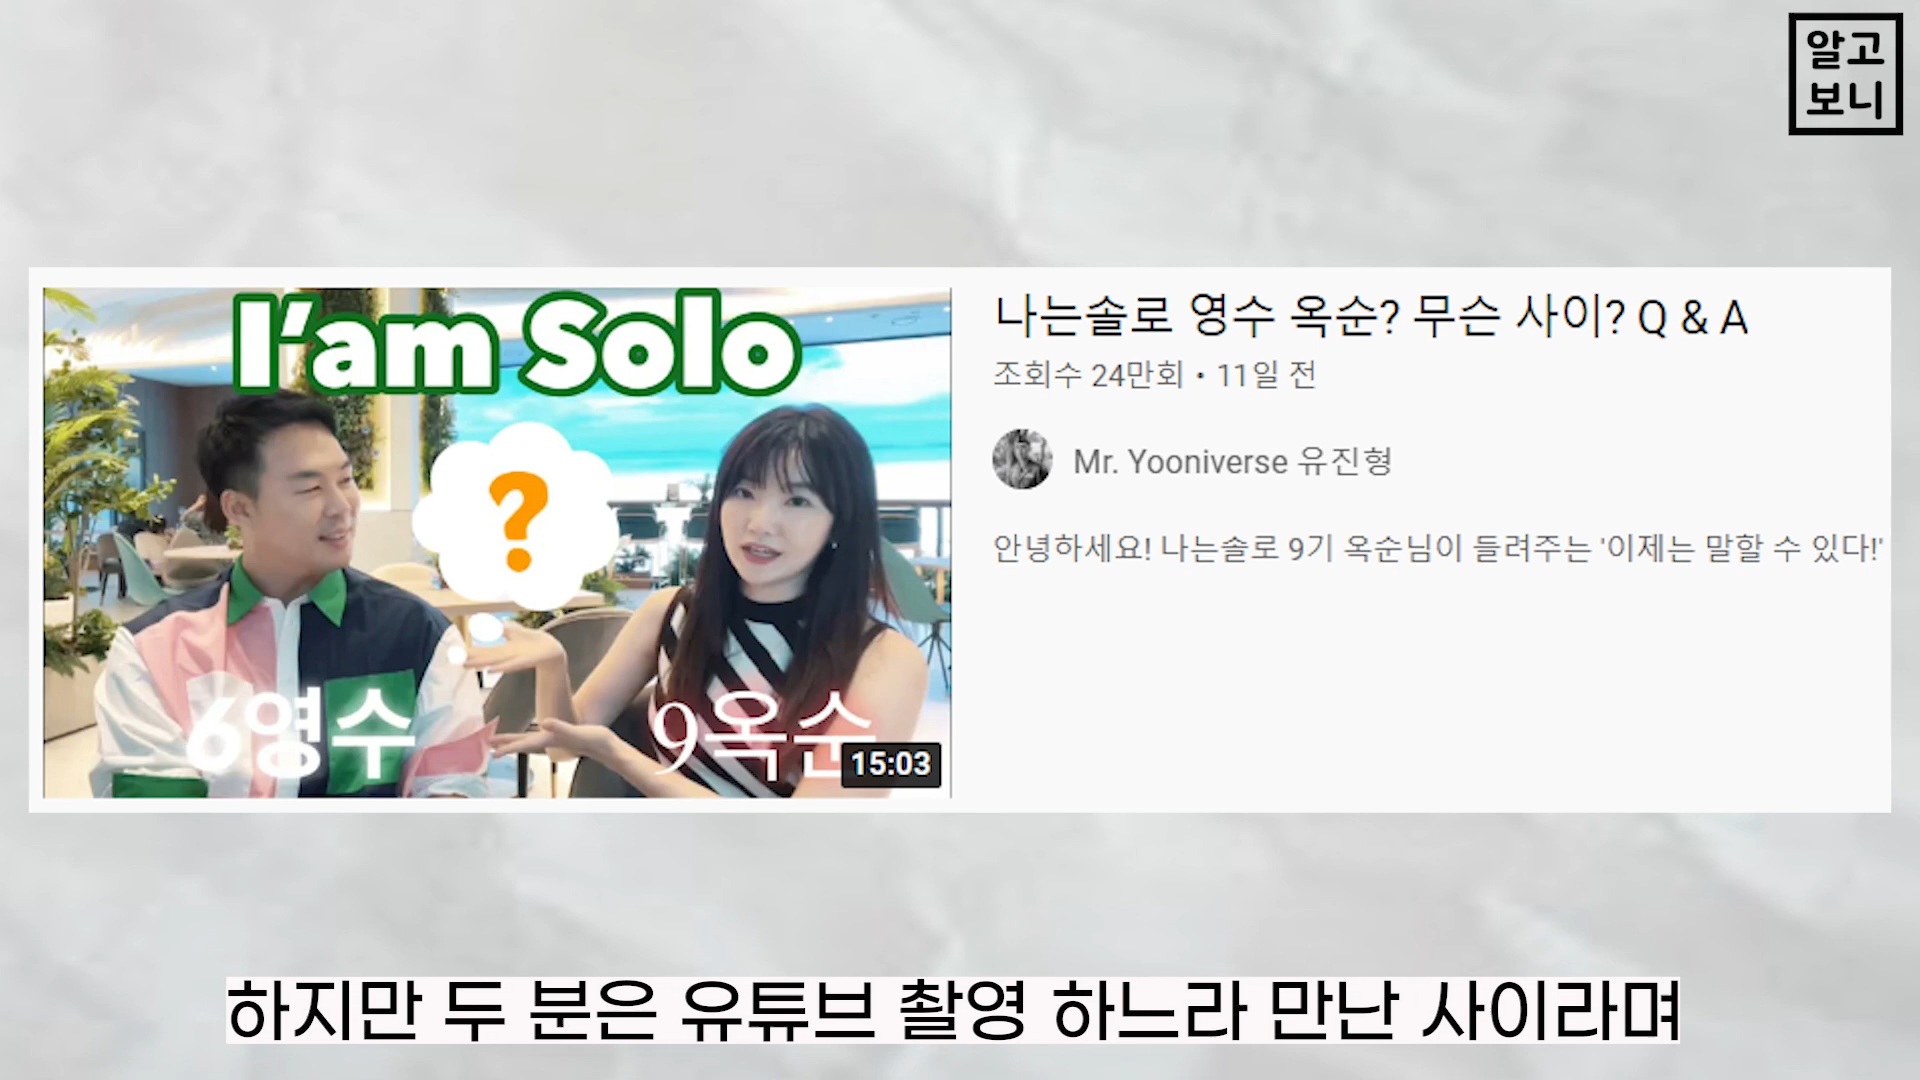 알고
보니
I'am Solo
?
6영수
9옥순
15:03
나는솔로 영수 옥순? 무슨 사이? Q & A
조회수 24만회 • 11일 전
Mr. Yooniverse 유진형
안녕하세요! 나는솔로 9기 옥순님이 들려주는 '이제는 말할 수 있다!'
하지만 두 분은 유튜브 촬영 하느라 만난 사이라며